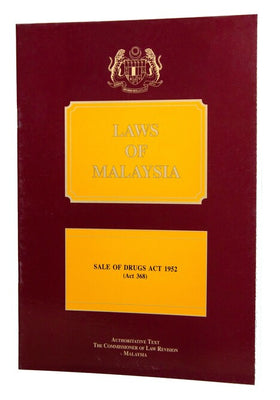 LAWS
OF
MALAYSIA
SALE OF DRUGS ACT 1952
(Act 368)
AUTHORITATIVE TEXT
THE COMMISSIONER OF LAW REVISION
- MALAYSIA